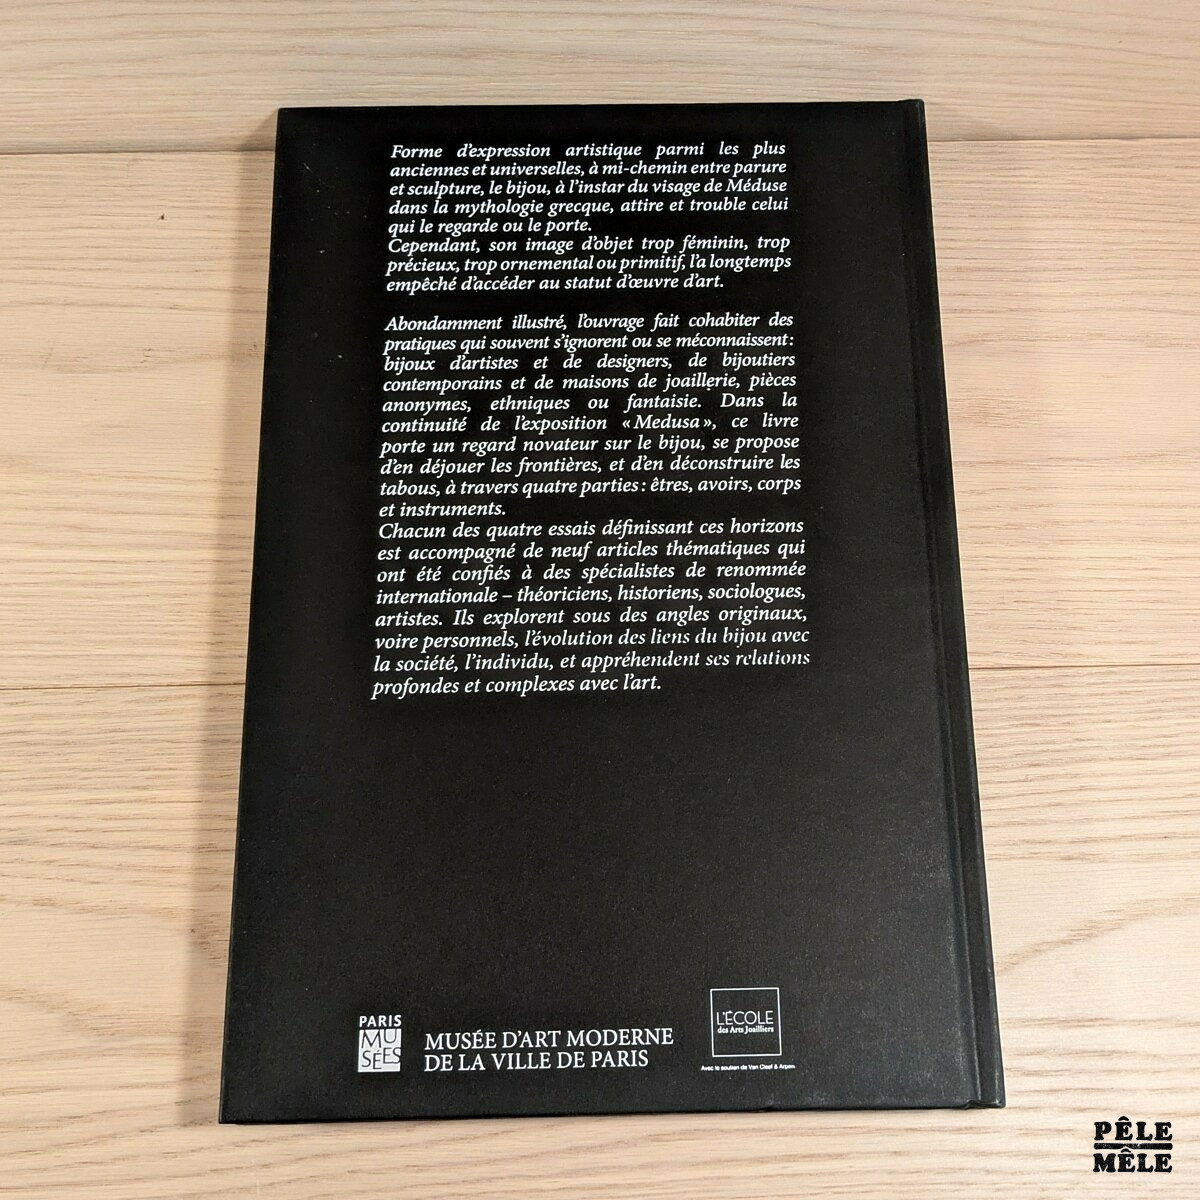 Forme d'expression artistique parmi les plus
anciennes et universelles, à mi-chemin entre parure
et sculpture, le bijou, à l'instar du visage de Méduse
dans la mythologie grecque, attire et trouble celui
qui le regarde ou le porte.
Cependant, son image d'objet trop féminin, trop
précieux, trop ornemental ou primitif, l'a longtemps
empêché d'accéder au statut d'œuvre d'art.
Abondamment illustré, l'ouvrage fait cohabiter des
pratiques qui souvent s'ignorent ou se méconnaissent :
bijoux d'artistes et de designers, de bijoutiers
contemporains et de maisons de joaillerie, pièces
anonymes, ethniques ou fantaisie. Dans la
continuité de l'exposition « Medusa », ce livre
porte un regard novateur sur le bijou, se propose
d'en déjouer les frontières, et d'en déconstruire les
tabous, à travers quatre parties : êtres, avoirs, corps
et instruments.
Chacun des quatre essais définissant ces horizons
est accompagné de neuf articles thématiques qui
ont été confiés à des spécialistes de renommée
internationale – théoriciens, historiens, sociologues,
artistes. Ils explorent sous des angles originaux,
voire personnels, l'évolution des liens du bijou avec
la société, l'individu, et appréhendent ses relations
profondes et complexes avec l'art.
PARIS
MU
SÉES
MUSÉE D'ART MODERNE
DE LA VILLE DE PARIS
L'ÉCOLE
des Arts Joailliers
Avec le soutien de Van Cleef & Arpels
PÊLE
MÊLE